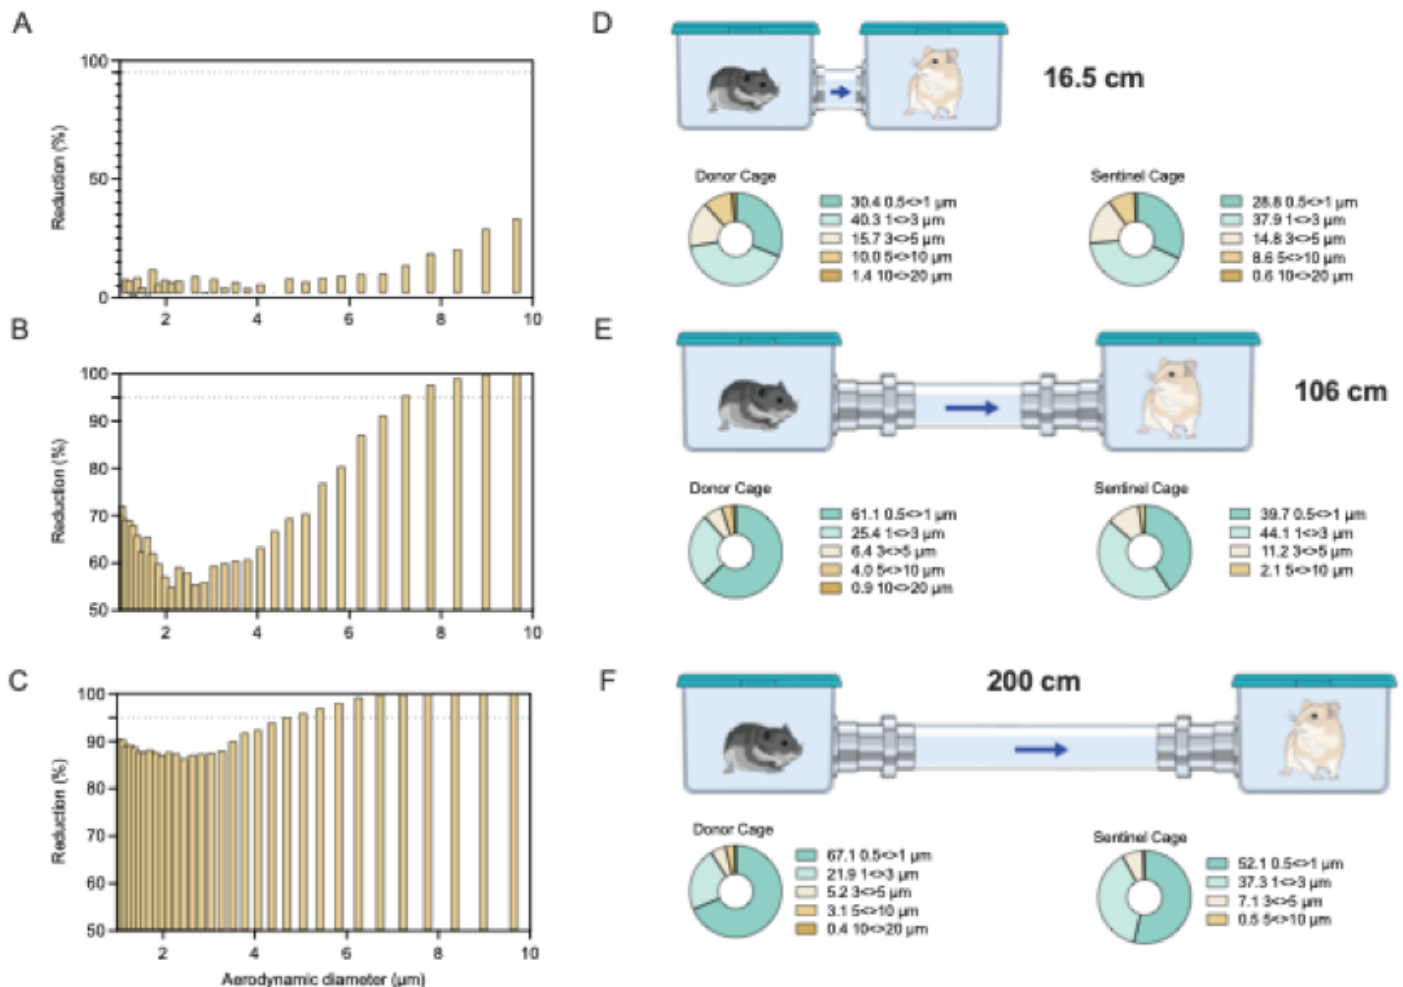 A
100
50
0
Reduction (%)
2 4 6 8 10
B
100
90
80
70
60
50
Reduction (%)
2 4 6 8 10
C
100
90
80
70
60
50
Reduction (%)
2 4 6 8 10
Aerodynamic diameter (µm)
D
16.5 cm
Donor Cage
30.4 0.5<>1 µm
40.3 1<>3 µm
15.7 3<>5 µm
10.0 5<>10 µm
1.4 10<>20 µm
Sentinel Cage
28.8 0.5<>1 µm
37.9 1<>3 µm
14.8 3<>5 µm
8.6 5<>10 µm
0.6 10<>20 µm
E
106 cm
Donor Cage
61.1 0.5<>1 µm
25.4 1<>3 µm
6.4 3<>5 µm
4.0 5<>10 µm
0.9 10<>20 µm
Sentinel Cage
39.7 0.5<>1 µm
44.1 1<>3 µm
11.2 3<>5 µm
2.1 5<>10 µm
F
200 cm
Donor Cage
67.1 0.5<>1 µm
21.9 1<>3 µm
5.2 3<>5 µm
3.1 5<>10 µm
0.4 10<>20 µm
Sentinel Cage
52.1 0.5<>1 µm
37.3 1<>3 µm
7.1 3<>5 µm
0.5 5<>10 µm